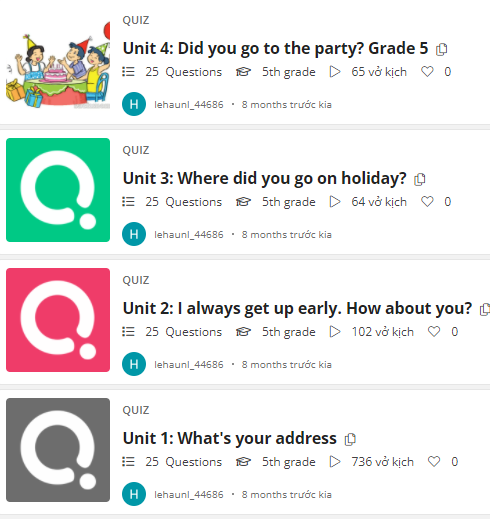 QUIZ
Unit 4: Did you go to the party? Grade 5
25 Questions 5th grade 65 vở kịch 0
H lehaunl_44686 • 8 months trước kia
QUIZ
Unit 3: Where did you go on holiday?
25 Questions 5th grade 64 vở kịch 0
H lehaunl_44686 • 8 months trước kia
QUIZ
Unit 2: I always get up early. How about you?
25 Questions 5th grade 102 vở kịch 0
H lehaunl_44686 • 8 months trước kia
QUIZ
Unit 1: What's your address
25 Questions 5th grade 736 vở kịch 0
H lehaunl_44686 • 8 months trước kia